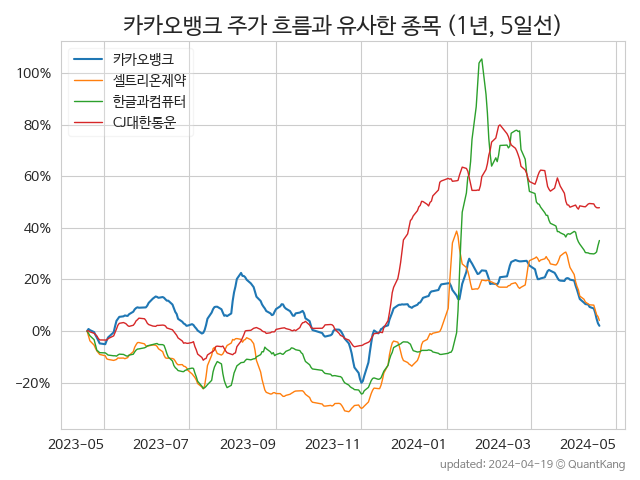 카카오뱅크 주가 흐름과 유사한 종목 (1년, 5일선)
카카오뱅크
셀트리온제약
한글과컴퓨터
CJ대한통운
100%
80%
60%
40%
20%
0%
−20%
2023-05 2023-07 2023-09 2023-11 2024-01 2024-03 2024-05
updated: 2024-04-19 © QuantKang